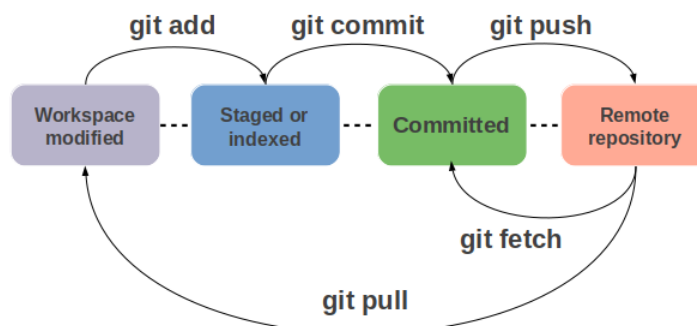 git add
git commit
git push
Workspace
modified
Staged or
indexed
Committed
Remote
repository
git fetch
git pull